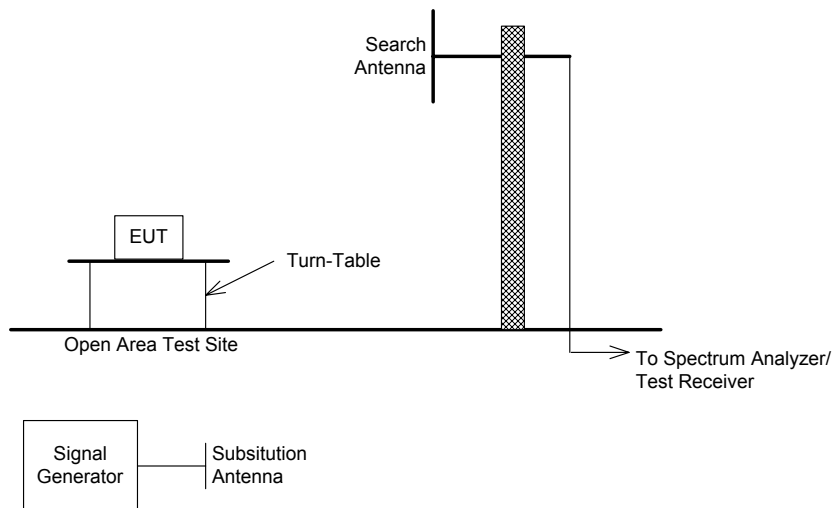 Search
Antenna
EUT
Turn-Table
Open Area Test Site
To Spectrum Analyzer/
Test Receiver
Signal
Generator
Subsitution
Antenna